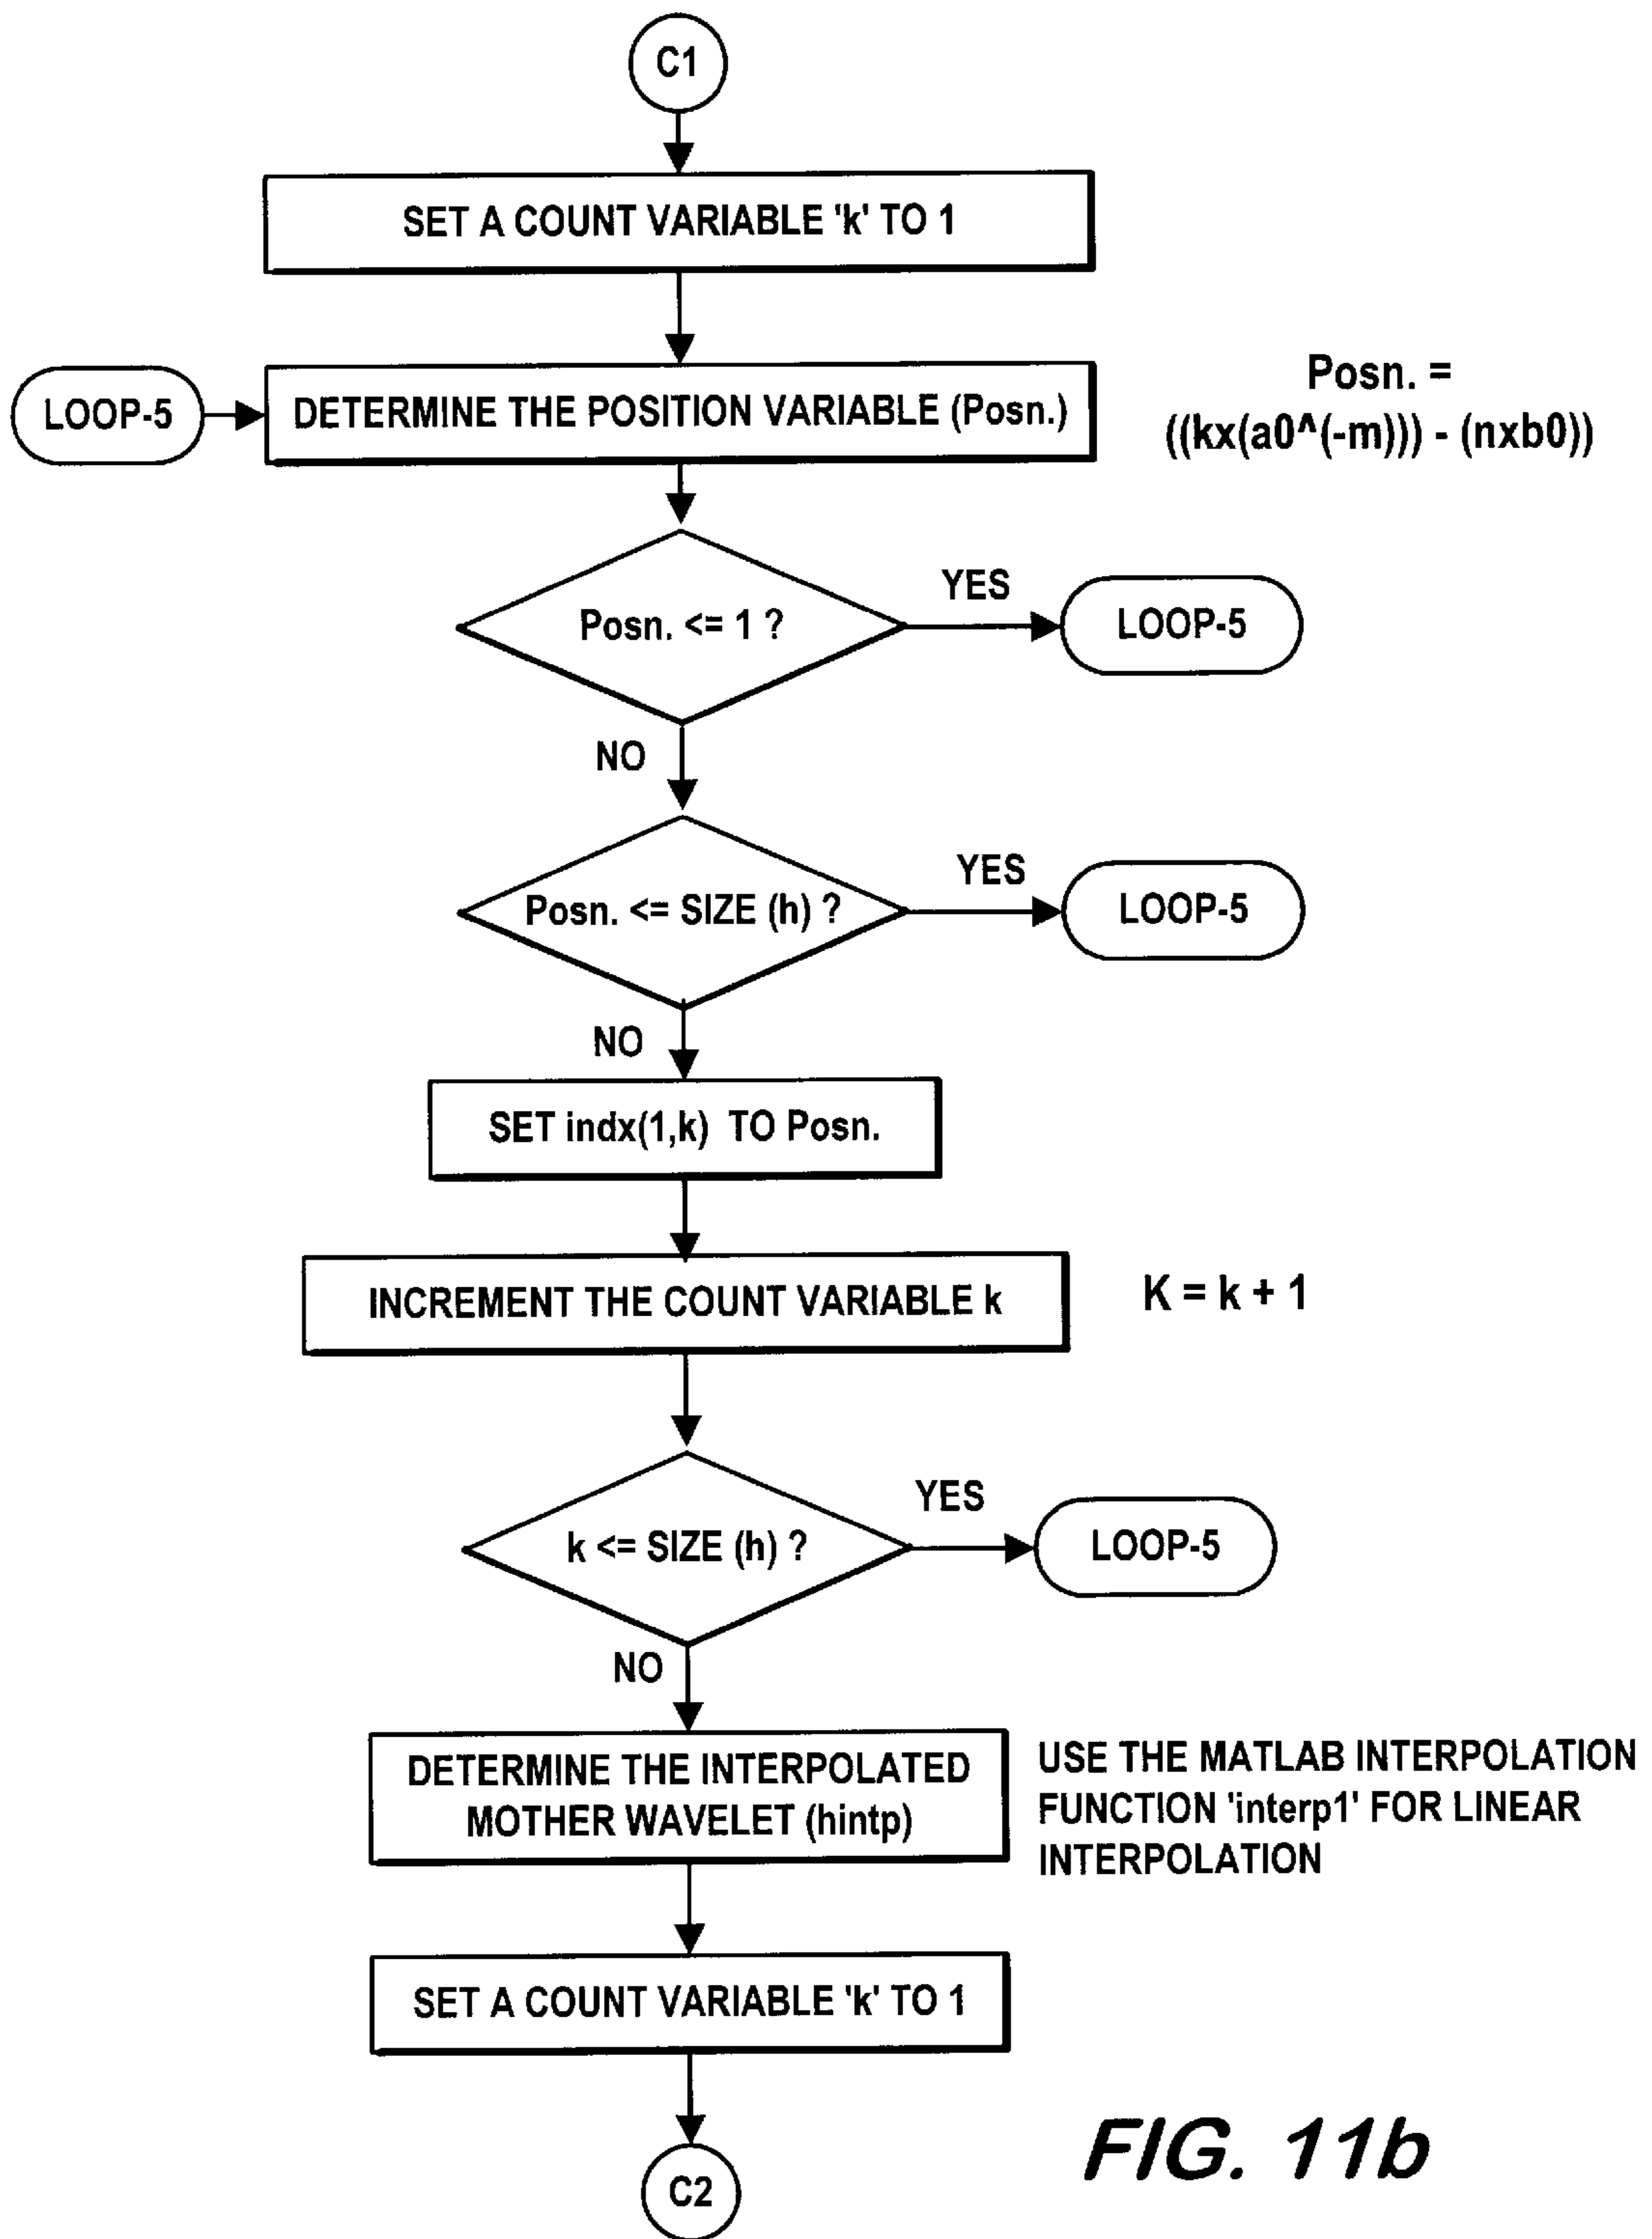 C1
SET A COUNT VARIABLE 'k' TO 1
LOOP-5
DETERMINE THE POSITION VARIABLE (Posn.)
Posn. =
((kx(a0^(-m))) - (nxb0))
Posn. <= 1 ?
YES
LOOP-5
NO
Posn. <= SIZE (h) ?
YES
LOOP-5
NO
SET indx(1,k) TO Posn.
INCREMENT THE COUNT VARIABLE k
K = k + 1
k <= SIZE (h) ?
YES
LOOP-5
NO
DETERMINE THE INTERPOLATED
MOTHER WAVELET (hintp)
USE THE MATLAB INTERPOLATION
FUNCTION 'interp1' FOR LINEAR
INTERPOLATION
SET A COUNT VARIABLE 'k' TO 1
C2
FIG. 11b